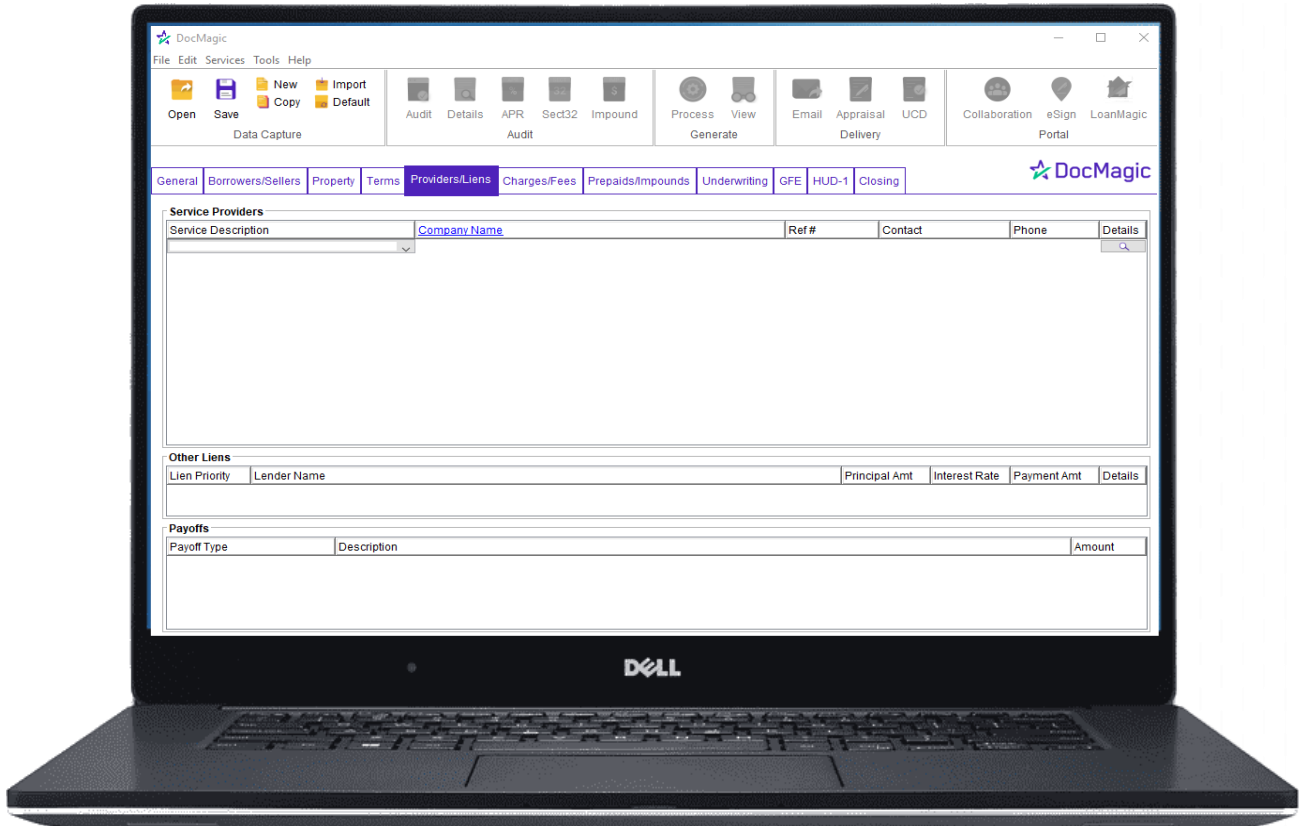 DocMagic
File Edit Services Tools Help
Open Save New Copy Import Default
Data Capture
Audit Details APR Sect32 Impound
Audit
Process View
Generate
Email Appraisal UCD
Delivery
Collaboration eSign LoanMagic
Portal
DocMagic
General Borrowers/Sellers Property Terms Providers/Liens Charges/Fees Prepaids/Impounds Underwriting GFE HUD-1 Closing
Service Providers
Service Description Company Name Ref # Contact Phone Details
Other Liens
Lien Priority Lender Name Principal Amt Interest Rate Payment Amt Details
Payoffs
Payoff Type Description Amount
DELL